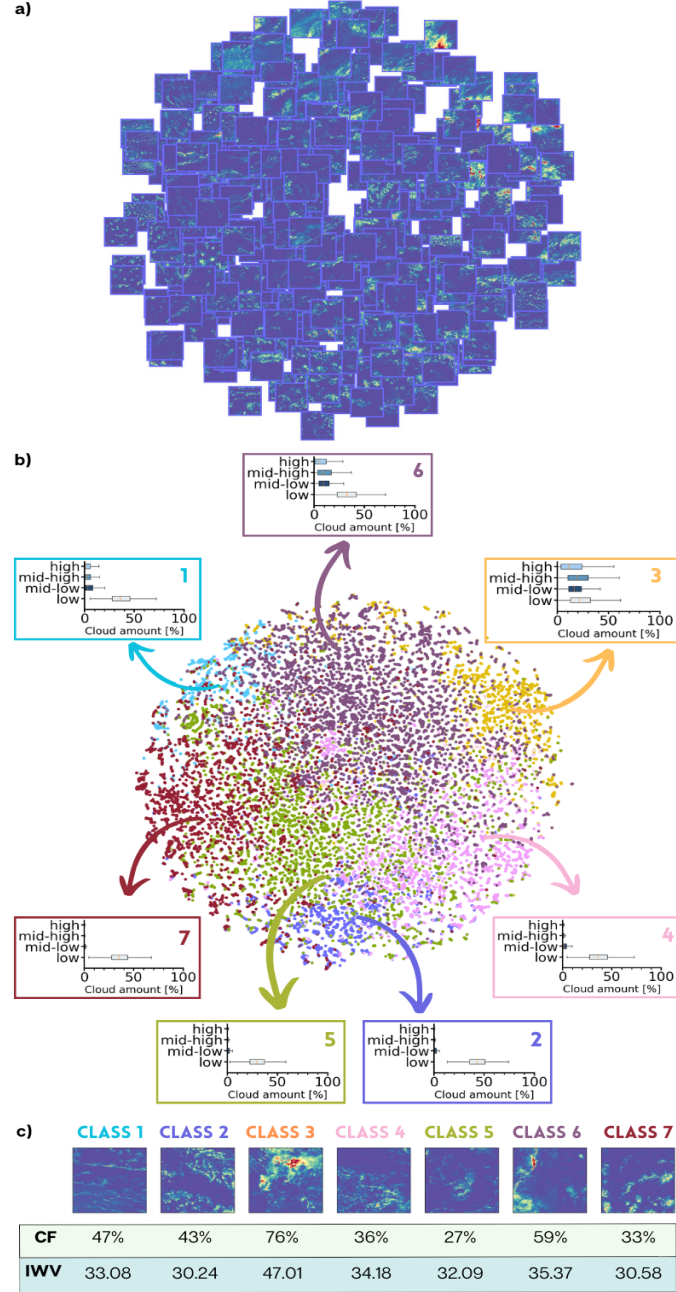 a)
b)
high
mid-high
mid-low
low
0 50 100
Cloud amount [%]
6
high
mid-high
mid-low
low
0 50 100
Cloud amount [%]
1
high
mid-high
mid-low
low
0 50 100
Cloud amount [%]
3
high
mid-high
mid-low
low
0 50 100
Cloud amount [%]
7
high
mid-high
mid-low
low
0 50 100
Cloud amount [%]
4
high
mid-high
mid-low
low
0 50 100
Cloud amount [%]
5
high
mid-high
mid-low
low
0 50 100
Cloud amount [%]
2
c)
CLASS 1 CLASS 2 CLASS 3 CLASS 4 CLASS 5 CLASS 6 CLASS 7
CF 47% 43% 76% 36% 27% 59% 33%
IWV 33.08 30.24 47.01 34.18 32.09 35.37 30.58